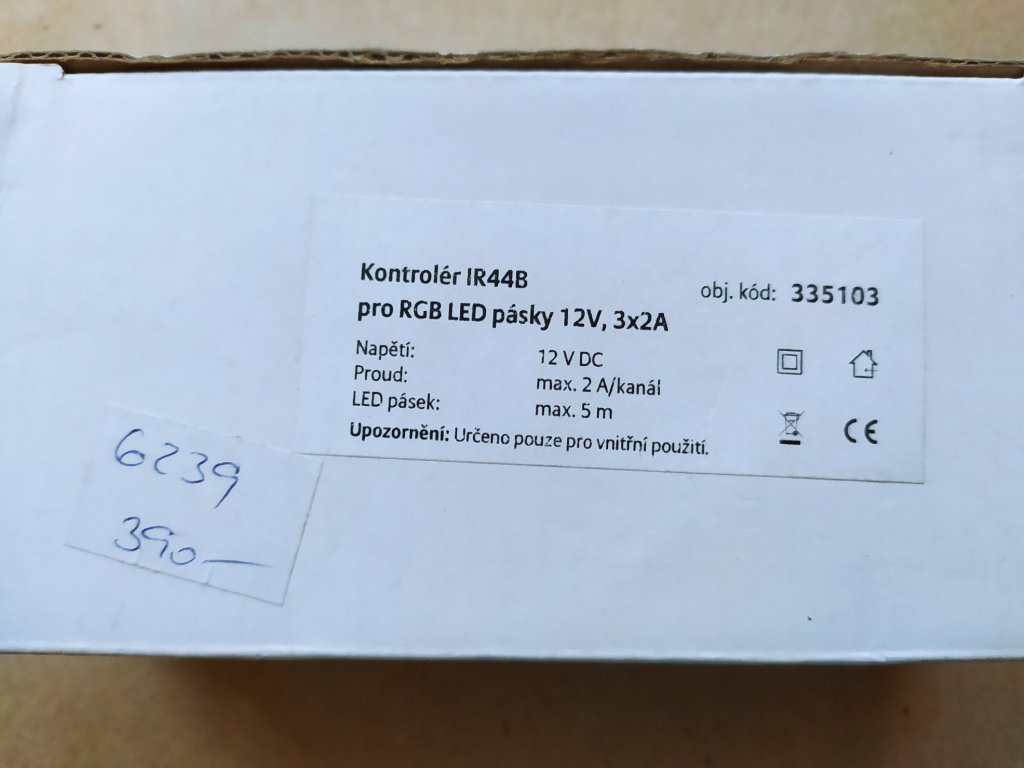 Kontrolér IR44B
pro RGB LED pásky 12V, 3x2A
obj. kód: 335103
Napětí: 12 V DC
Proud: max. 2 A/kanál
LED pásek: max. 5 m
Upozornění: Určeno pouze pro vnitřní použití.
CE
6239
390—